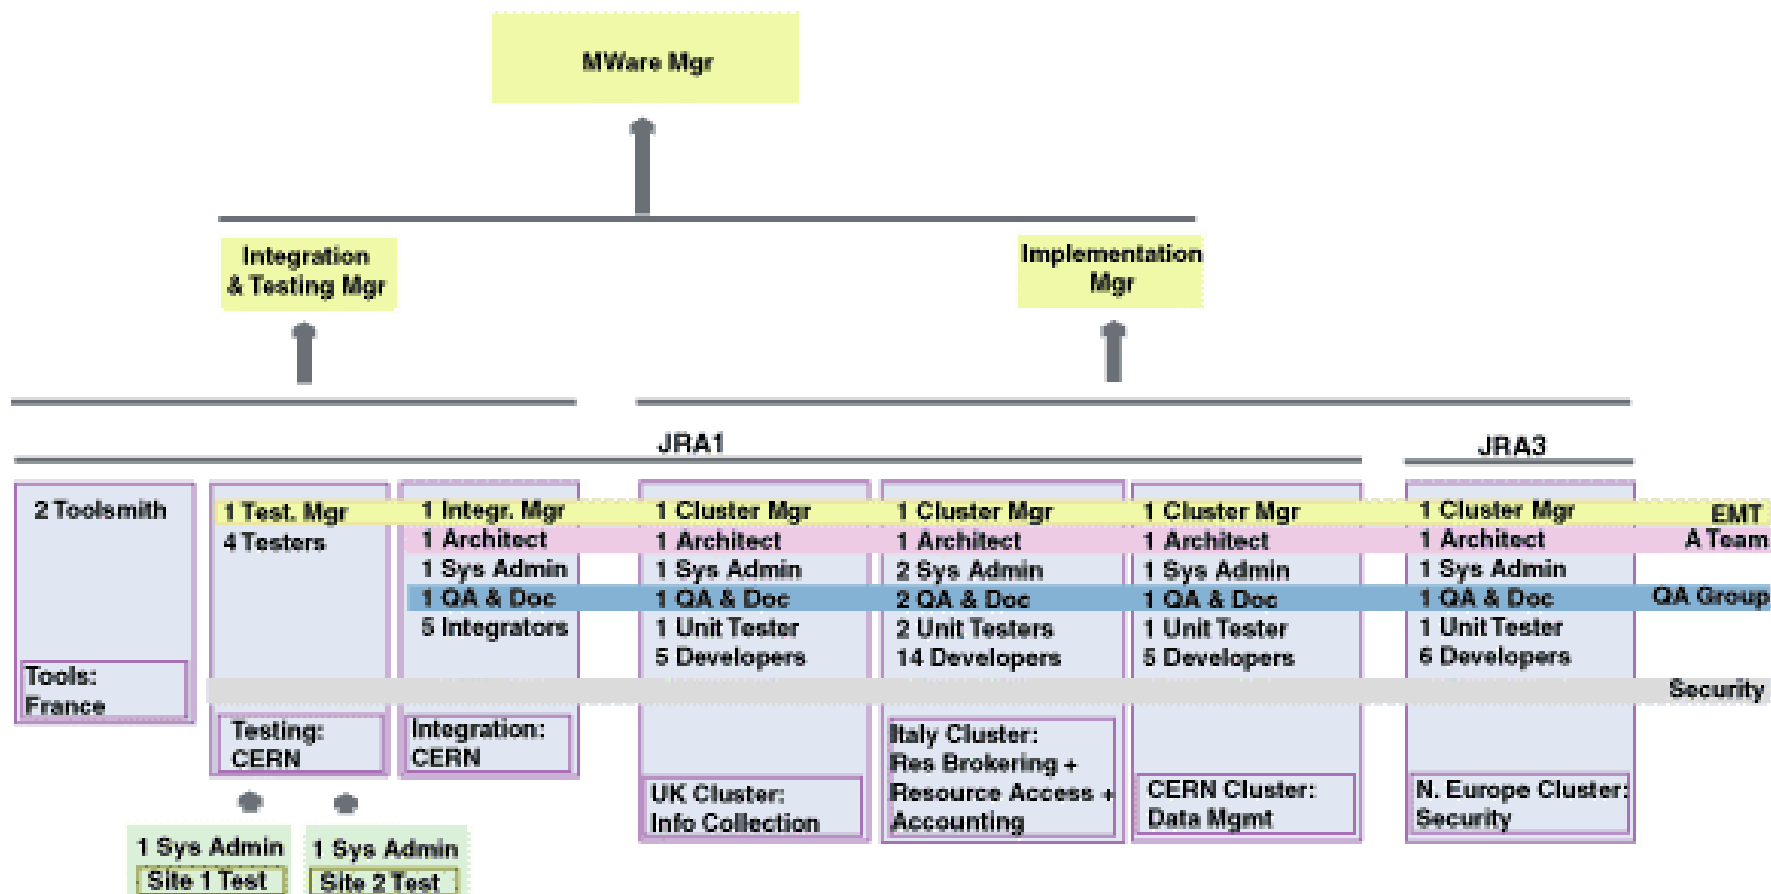 MWare Mgr
Integration
& Testing Mgr
Implementation
Mgr
JRA1
JRA3
2 Toolsmith
Tools:
France
1 Test. Mgr
4 Testers
Testing:
CERN
1 Integr. Mgr
1 Architect
1 Sys Admin
1 QA & Doc
5 Integrators
Integration:
CERN
1 Cluster Mgr
1 Architect
1 Sys Admin
1 QA & Doc
1 Unit Tester
5 Developers
UK Cluster:
Info Collection
1 Cluster Mgr
1 Architect
2 Sys Admin
2 QA & Doc
2 Unit Testers
14 Developers
Italy Cluster:
Res Brokering +
Resource Access +
Accounting
1 Cluster Mgr
1 Architect
1 Sys Admin
1 QA & Doc
1 Unit Tester
5 Developers
CERN Cluster:
Data Mgmt
1 Cluster Mgr
1 Architect
1 Sys Admin
1 QA & Doc
1 Unit Tester
6 Developers
N. Europe Cluster:
Security
EMT
A Team
QA Group
Security
1 Sys Admin
Site 1 Test
1 Sys Admin
Site 2 Test